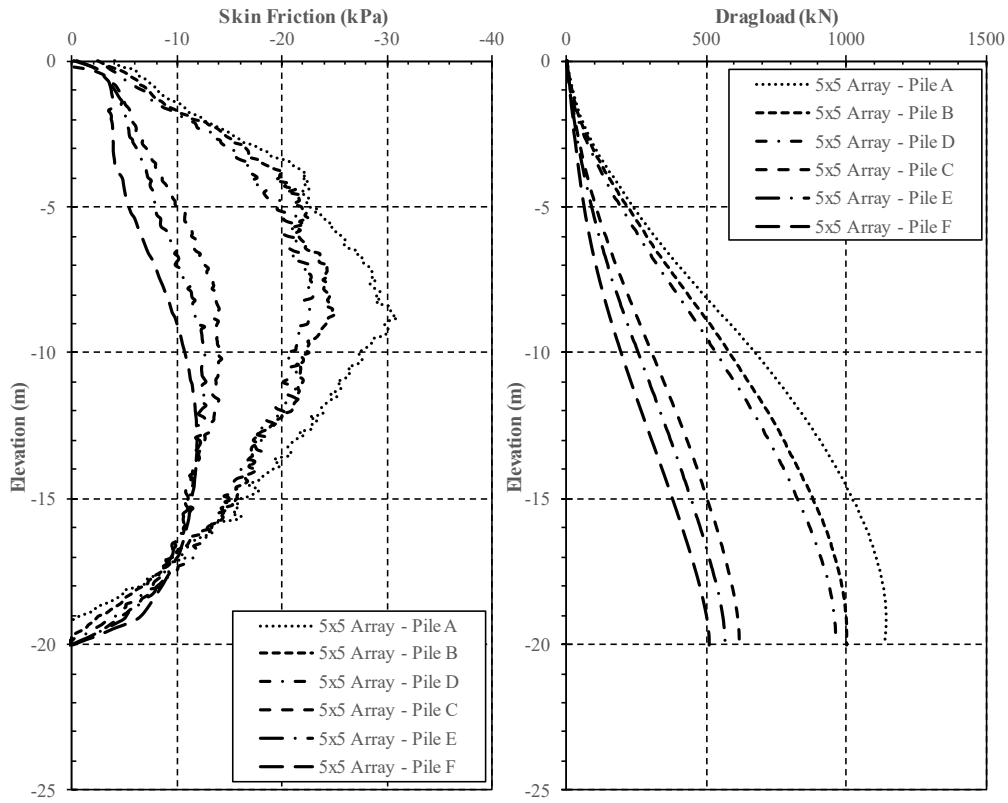 Skin Friction (kPa)
0 -10 -20 -30 -40
0
-5
-10
-15
-20
-25
Elevation (m)
5x5 Array - Pile A
5x5 Array - Pile B
5x5 Array - Pile D
5x5 Array - Pile C
5x5 Array - Pile E
5x5 Array - Pile F
Dragload (kN)
0 500 1000 1500
0
-5
-10
-15
-20
-25
Elevation (m)
5x5 Array - Pile A
5x5 Array - Pile B
5x5 Array - Pile D
5x5 Array - Pile C
5x5 Array - Pile E
5x5 Array - Pile F